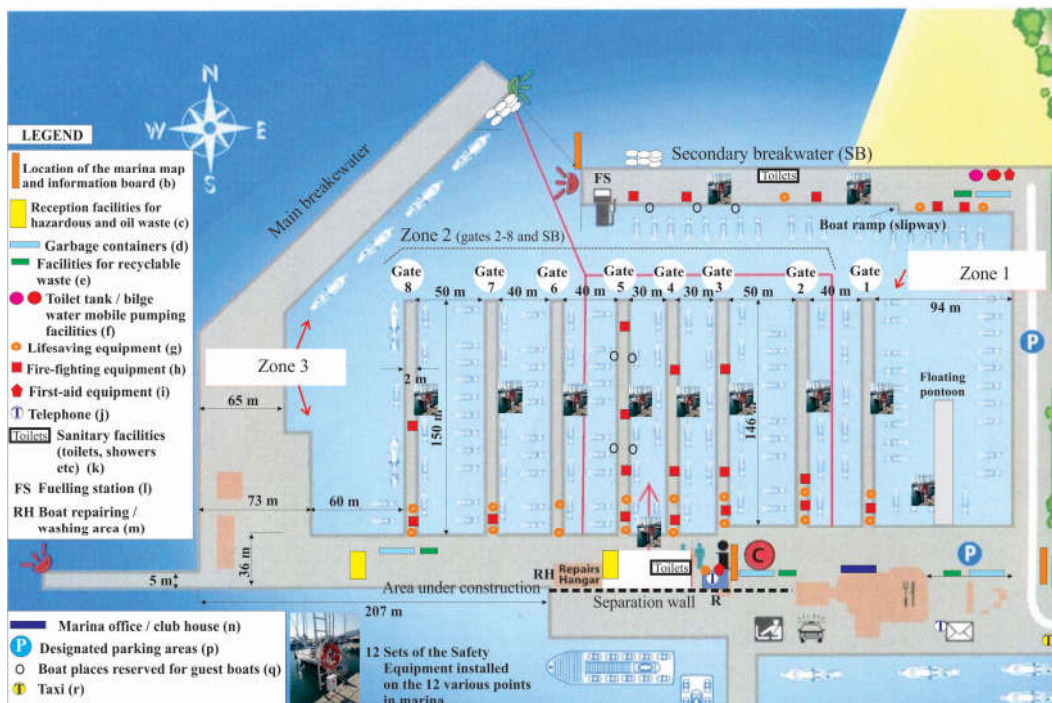 N
W
E
S
LEGEND
Location of the marina map
and information board (b)
Reception facilities for
hazardous and oil waste (c)
Garbage containers (d)
Facilities for recyclable
waste (e)
Toilet tank / bilge
water mobile pumping
facilities (f)
Lifesaving equipment (g)
Fire-fighting equipment (h)
First-aid equipment (i)
T Telephone (j)
Toilets Sanitary facilities
(toilets, showers
etc) (k)
FS Fuelling station (l)
RH Boat repairing /
washing area (m)
Marina office / club house (n)
P Designated parking areas (p)
Boat places reserved for guest boats (q)
T Taxi (r)
Main breakwater
Secondary breakwater (SB)
FS
Toilets
Boat ramp (slipway)
Zone 2 (gates 2-8 and SB)
Zone 1
Zone 3
Gate
8
Gate
7
Gate
6
Gate
5
Gate
4
Gate
3
Gate
2
Gate
1
50 m
40 m
40 m
30 m
30 m
50 m
40 m
94 m
P
Floating
pontoon
2 m
150 m
146
65 m
73 m
60 m
36 m
5 m
RH
Repairs
Hangar
Toilets
C
P
T
R
Area under construction
Separation wall
207 m
T
T
12 Sets of the Safety
Equipment installed
on the 12 various points
in marina